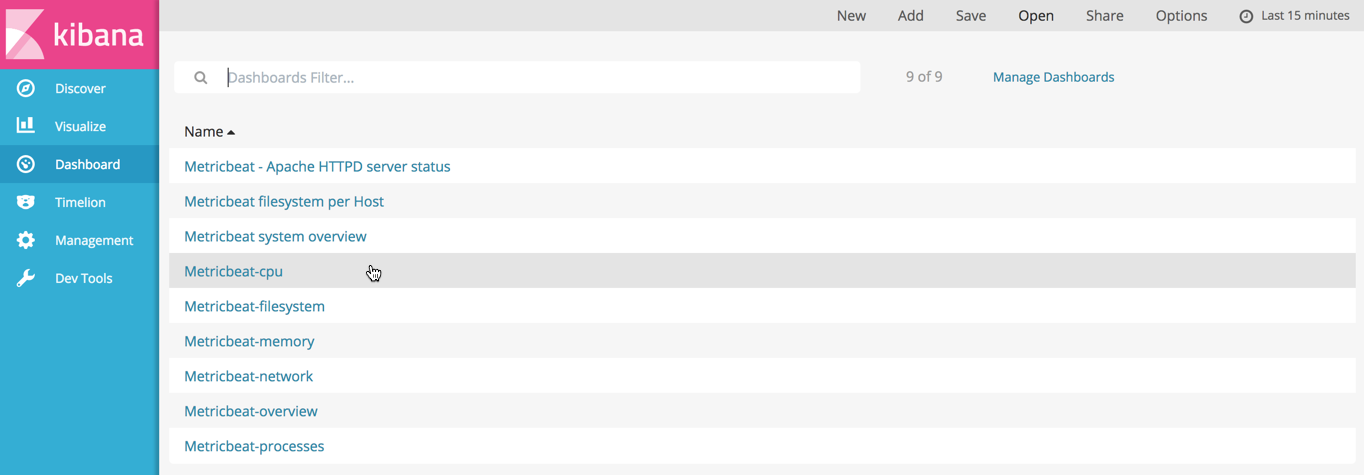 kibana
New Add Save Open Share Options Last 15 minutes
Discover
Visualize
Dashboard
Timelion
Management
Dev Tools
Dashboards Filter...
9 of 9
Manage Dashboards
Name
Metricbeat - Apache HTTPD server status
Metricbeat filesystem per Host
Metricbeat system overview
Metricbeat-cpu
Metricbeat-filesystem
Metricbeat-memory
Metricbeat-network
Metricbeat-overview
Metricbeat-processes